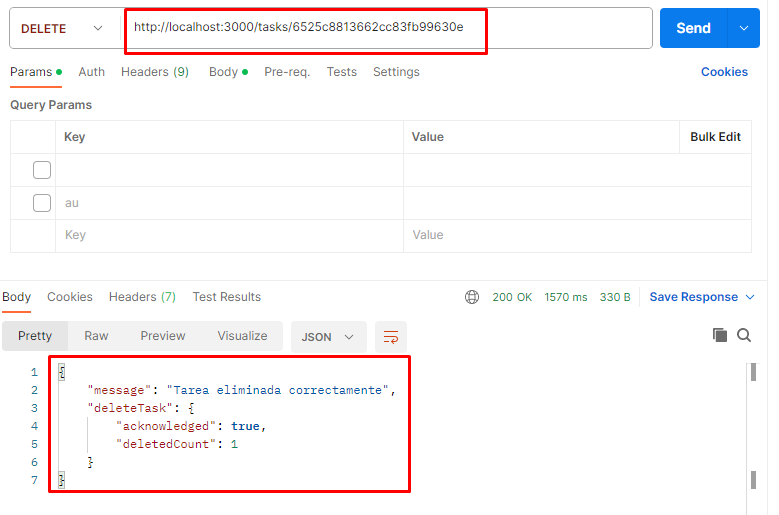 DELETE http://localhost:3000/tasks/6525c8813662cc83fb99630e Send
Params Auth Headers (9) Body Pre-req. Tests Settings Cookies
Query Params
Key Value Bulk Edit
au
Key Value
Body Cookies Headers (7) Test Results 200 OK 1570 ms 330 B Save Response
Pretty Raw Preview Visualize JSON
1 {
2 "message": "Tarea eliminada correctamente",
3 "deleteTask": {
4 "acknowledged": true,
5 "deletedCount": 1
6 }
7 }